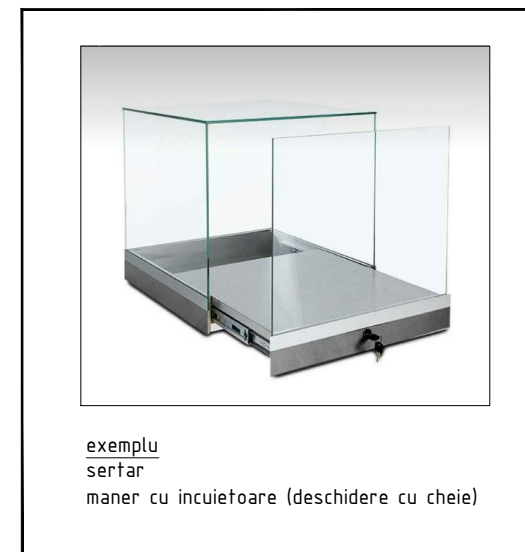 exemplu
sertar
maner cu incuietoare (deschidere cu cheie)